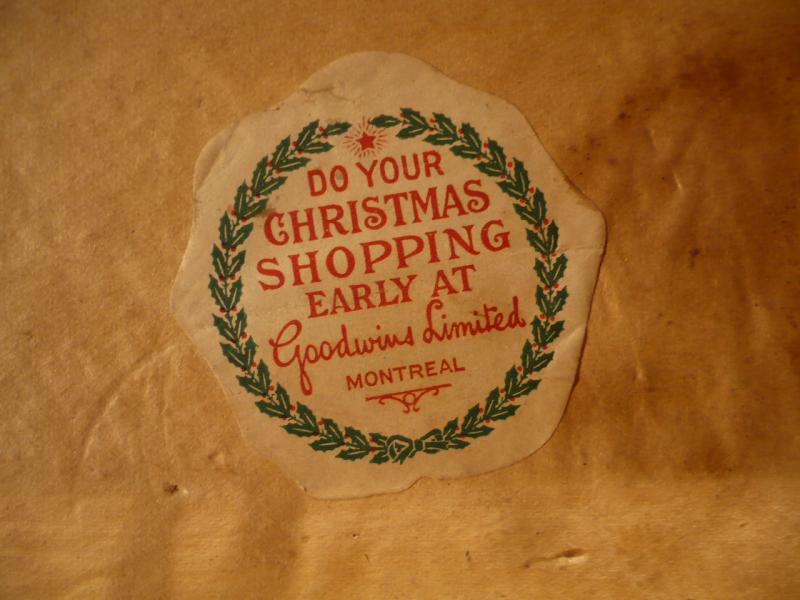 DO YOUR
CHRISTMAS
SHOPPING
EARLY AT
Goodwins Limited
MONTREAL